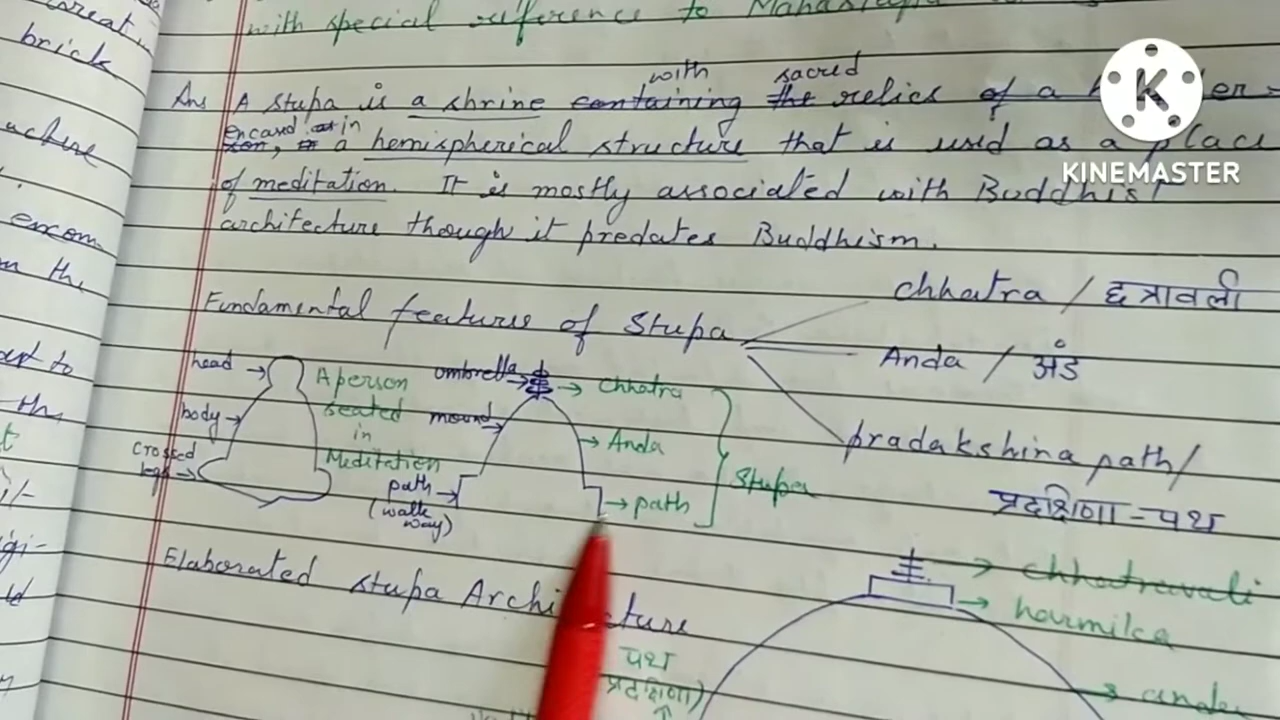 with special reference to
reat
brick
Ans A stupa is a shrine containing with the sacred relics of a
encased in a hemispherical structure that is used as a place
of meditation. It is mostly associated with Buddhist
architecture though it predates Buddhism.
KINEMASTER
Fundamental features of Stupa
chhatra / छत्रावली
Anda / अंड
pradakshina path/
प्रदक्षिणा-पथ
head
body
crossed legs
A person
seated
in
Meditation
umbrella
mound
path
(walk
way)
Chhatra
Anda
path
Stupa
Elaborated stupa Architecture
chhatravali
harmika
anda
पथ
प्रदक्षिणा)